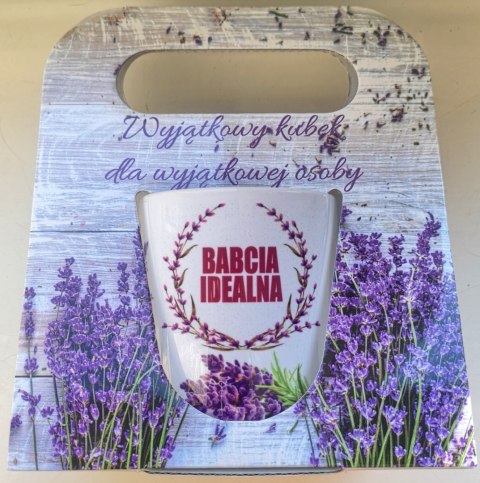 Wyjątkowy kubek
dla wyjątkowej osoby
BABCIA
IDEALNA